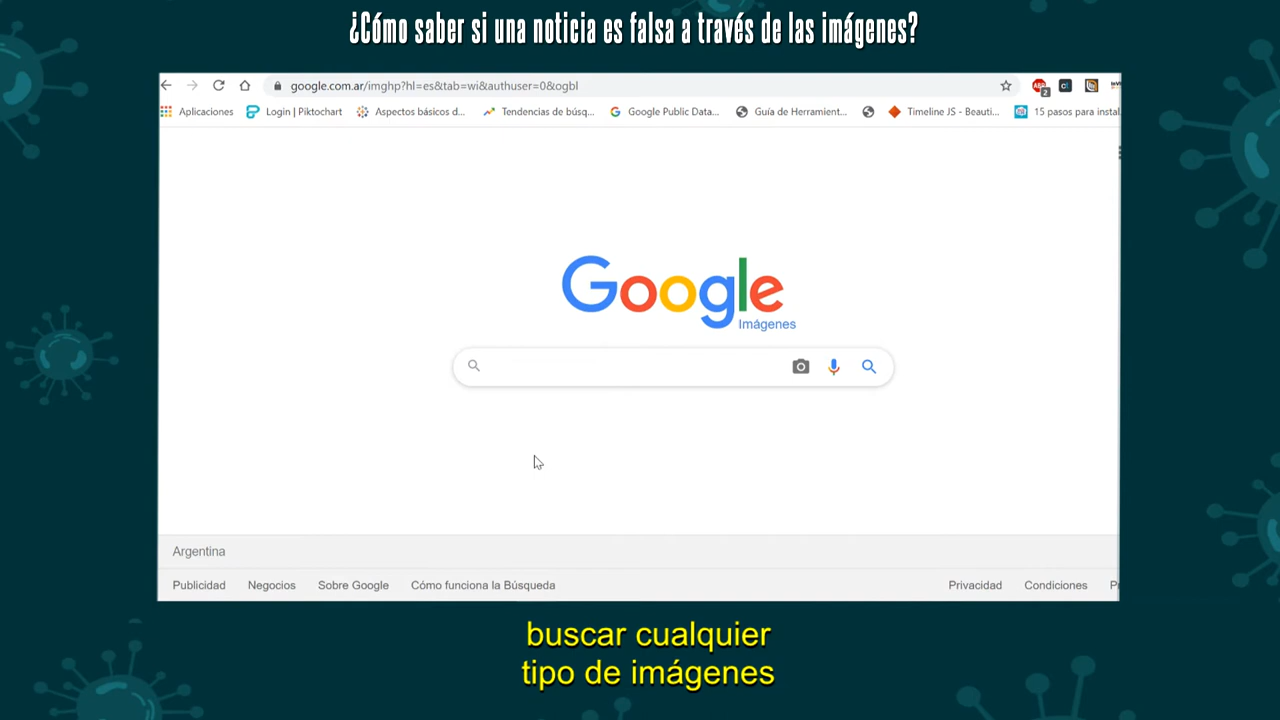 ¿Cómo saber si una noticia es falsa a través de las imágenes?
google.com.ar/imghp?hl=es&tab=wi&authuser=0&ogbl
Aplicaciones Login | Piktochart Aspectos básicos d... Tendencias de búsq... Google Public Data... Guía de Herramient... Timeline JS - Beauti... 15 pasos para instal
Google
Imágenes
Argentina
Publicidad Negocios Sobre Google Cómo funciona la Búsqueda Privacidad Condiciones
buscar cualquier
tipo de imágenes